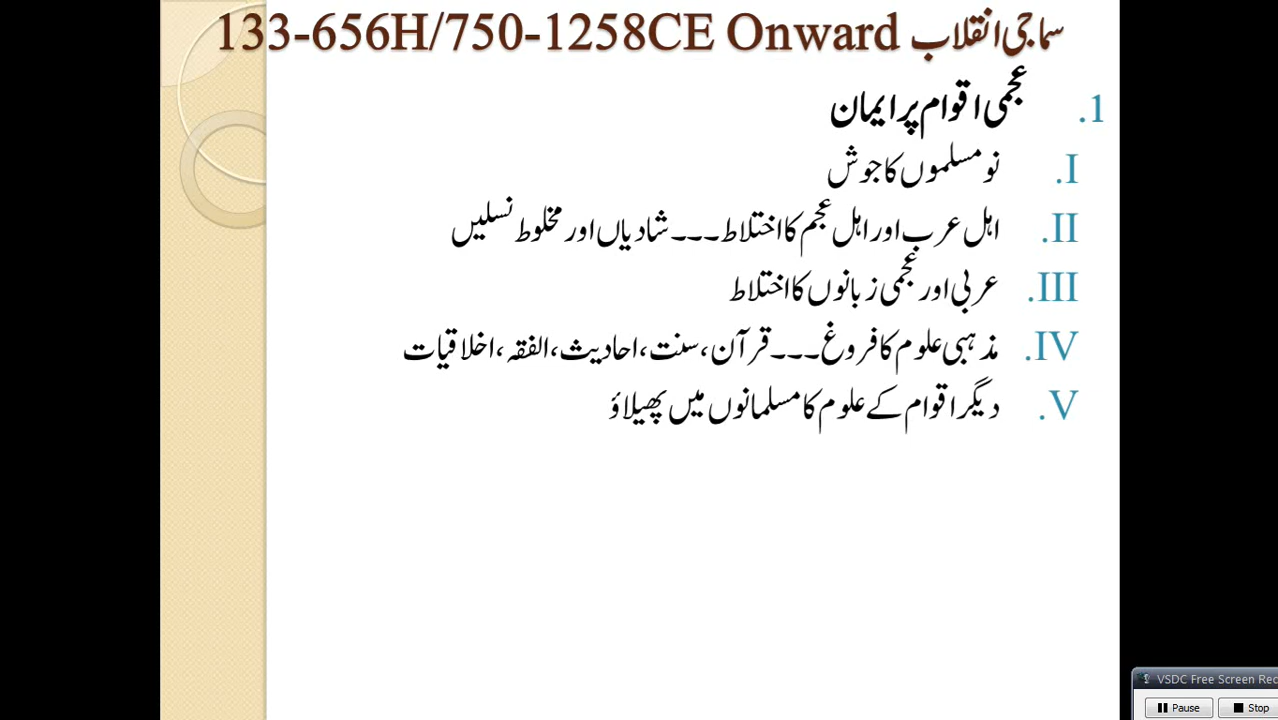 سماجی انقلاب 133-656H/750-1258CE Onward
1. عجمی اقوام پر ایمان
I. نو مسلموں کا جوش
II. اہل عرب اور اہل عجم کا اختلاط۔۔۔شادیاں اور مخلوط نسلیں
III. عربی اور عجمی زبانوں کا اختلاط
IV. مذہبی علوم کا فروغ۔۔۔قرآن، سنت، احادیث، الفقہ، اخلاقیات
V. دیگر اقوام کے علوم کا مسلمانوں میں پھیلاؤ
VSDC Free Screen Rec
Pause Stop